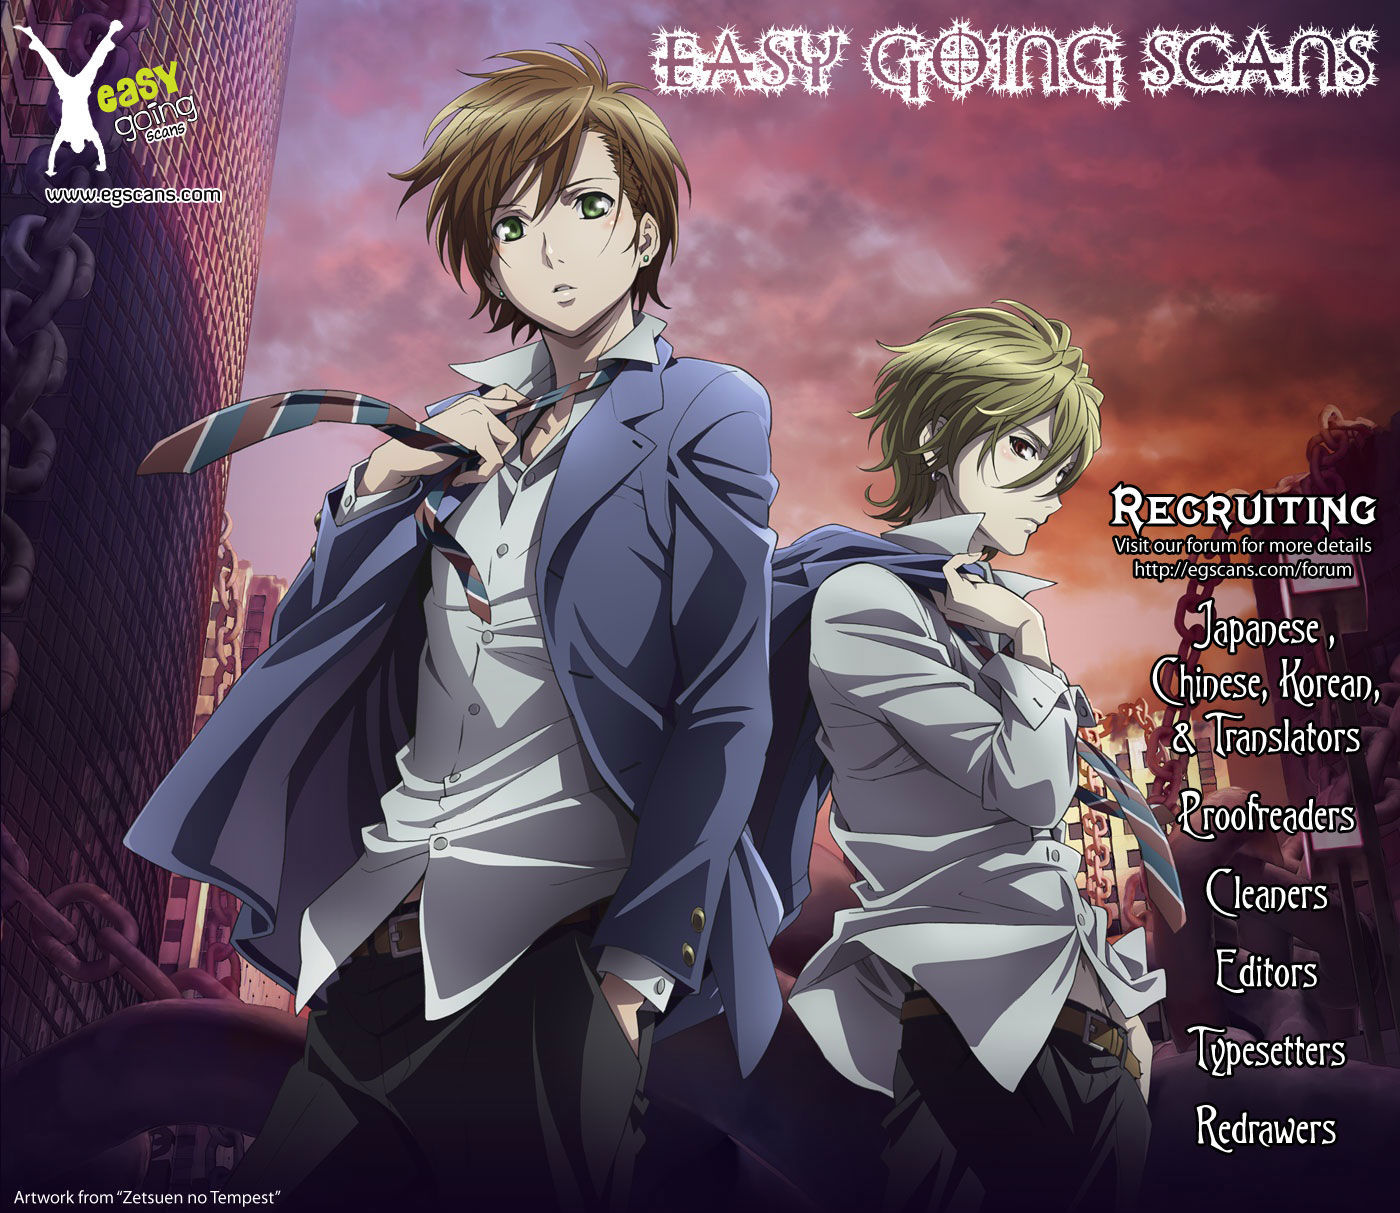 easy
going
scans
www.egscans.com
EASY GOING SCANS
RECRUITING
Visit our forum for more details
http://egscans.com/forum
Japanese ,
Chinese, Korean,
& Translators
Proofreaders
Cleaners
Editors
Typesetters
Redrawers
Artwork from “Zetsuen no Tempest”